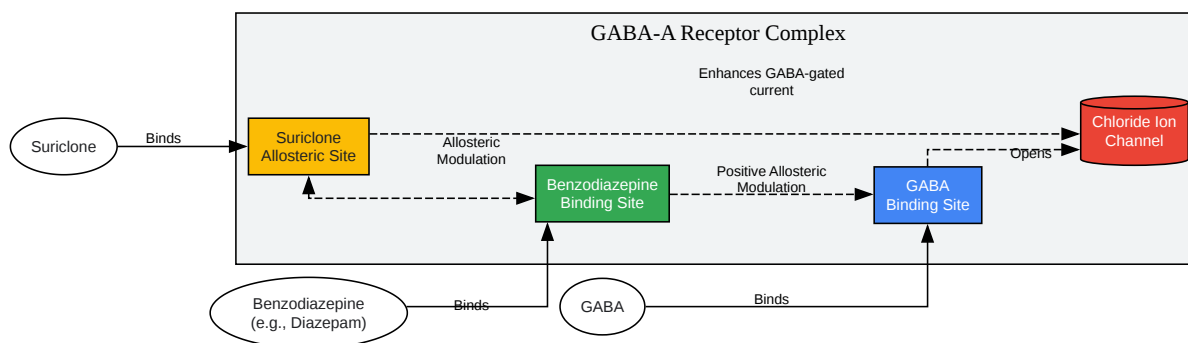 GABA-A Receptor Complex
Enhances GABA-gated
current
Suriclone
Binds
Suriclone
Allosteric Site
Allosteric
Modulation
Chloride Ion
Channel
Opens
Benzodiazepine
Binding Site
Positive Allosteric
Modulation
GABA
Binding Site
Benzodiazepine
(e.g., Diazepam)
Binds
GABA
Binds